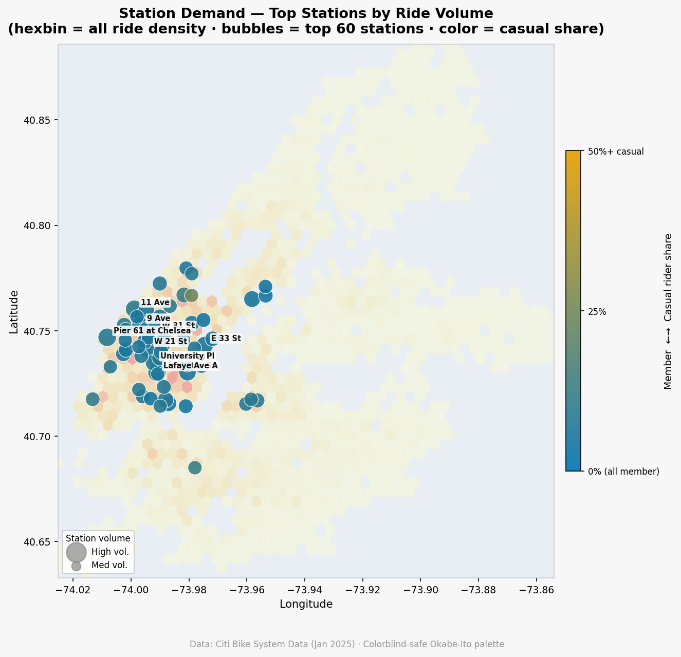 Station Demand — Top Stations by Ride Volume
(hexbin = all ride density · bubbles = top 60 stations · color = casual share)
Latitude
40.85
40.80
40.75
40.70
40.65
11 Ave
9 Ave
W 31 St
Pier 61 at Chelsea
W 21 St
E 33 St
University Pl
Lafaye
Ave A
Station volume
High vol.
Med vol.
−74.02
−74.00
−73.98
−73.96
−73.94
−73.92
−73.90
−73.88
−73.86
Longitude
50%+ casual
25%
0% (all member)
Member ←→ Casual rider share
Data: Citi Bike System Data (Jan 2025) · Colorblind-safe Okabe-Ito palette